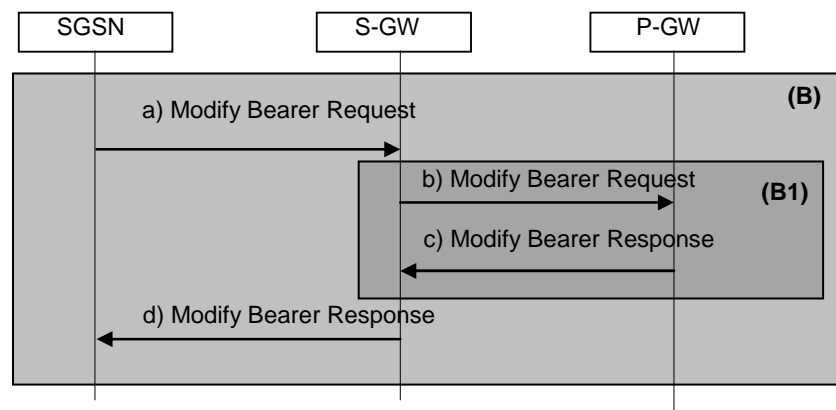 SGSN
S-GW
P-GW
(B)
a) Modify Bearer Request
b) Modify Bearer Request
(B1)
c) Modify Bearer Response
d) Modify Bearer Response